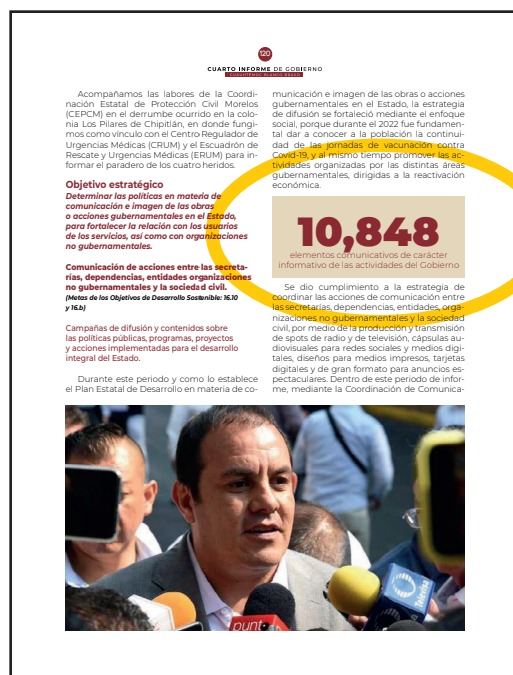 120
CUARTO INFORME DE GOBIERNO
CUAUHTÉMOC BLANCO BRAVO
Acompañamos las labores de la Coordi-
nación Estatal de Protección Civil Morelos
(CEPCM) en el derrumbe ocurrido en la colo-
nia Los Pilares de Chipitlán, en donde fungi-
mos como vínculo con el Centro Regulador de
Urgencias Médicas (CRUM) y el Escuadrón de
Rescate y Urgencias Médicas (ERUM) para in-
formar el paradero de los cuatro heridos.
Objetivo estratégico
Determinar las políticas en materia de
comunicación e imagen de las obras
o acciones gubernamentales en el Estado,
para fortalecer la relación con los usuarios
de los servicios, así como con organizaciones
no gubernamentales.
Comunicación de acciones entre las secreta-
rías, dependencias, entidades organizaciones
no gubernamentales y la sociedad civil.
(Metas de los Objetivos de Desarrollo Sostenible: 16.10
y 16.b)
Campañas de difusión y contenidos sobre
las políticas públicas, programas, proyectos
y acciones implementadas para el desarrollo
integral del Estado.
Durante este periodo y como lo establece
el Plan Estatal de Desarrollo en materia de co-
municación e imagen de las obras o acciones
gubernamentales en el Estado, la estrategia
de difusión se fortaleció mediante el enfoque
social, porque durante el 2022 fue fundamen-
tal dar a conocer a la población la continui-
dad de las jornadas de vacunación contra
Covid-19, y al mismo tiempo promover las ac-
tividades organizadas por las distintas áreas
gubernamentales, dirigidas a la reactivación
económica.
10,848
elementos comunicativos de carácter
informativo de las actividades del Gobierno
Se dio cumplimiento a la estrategia de
coordinar las acciones de comunicación entre
las secretarías, dependencias, entidades, orga-
nizaciones no gubernamentales y la sociedad
civil, por medio de la producción y transmisión
de spots de radio y de televisión, cápsulas au-
diovisuales para redes sociales y medios digi-
tales, diseños para medios impresos, tarjetas
digitales y de gran formato para anuncios es-
pectaculares. Dentro de este periodo de infor-
me, mediante la Coordinación de Comunica-
punt
Televisa